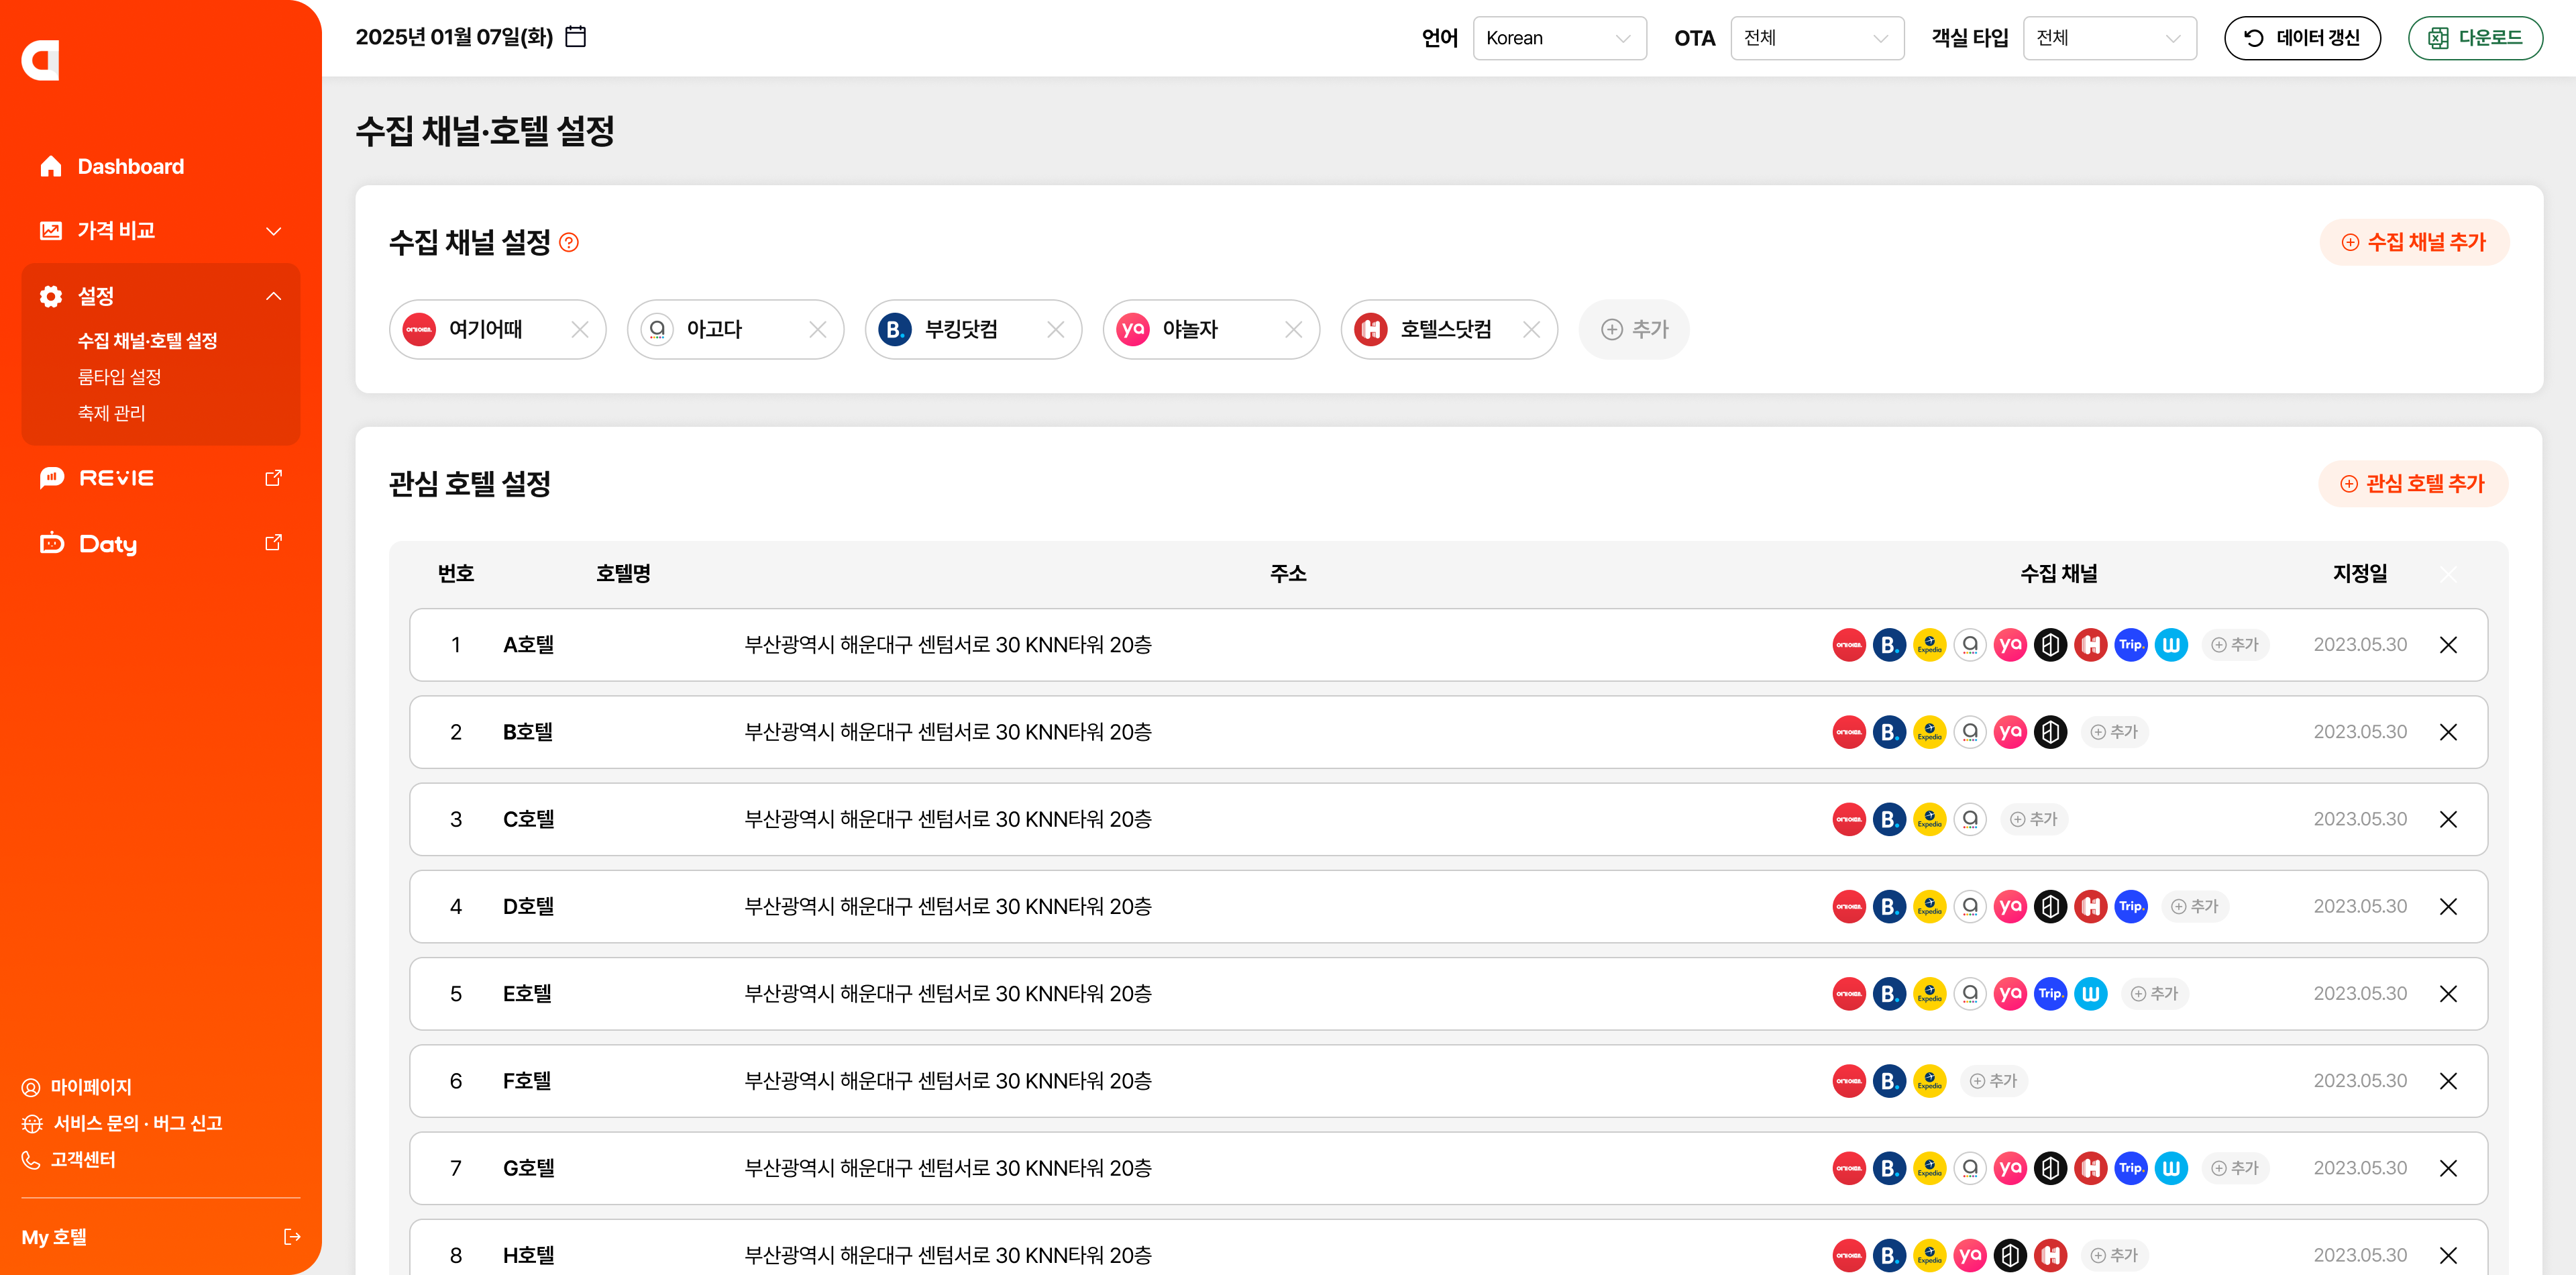 2025년 01월 07일(화)
언어 Korean OTA 전체 객실 타입 전체 데이터 갱신 다운로드
Dashboard
가격 비교
설정
수집 채널·호텔 설정
룸타입 설정
축제 관리
REVIE
Daty
마이페이지
서비스 문의 · 버그 신고
고객센터
My 호텔
수집 채널·호텔 설정
수집 채널 설정 ?
수집 채널 추가
여기어때 a 아고다 B. 부킹닷컴 ya 야놀자 H 호텔스닷컴 추가
관심 호텔 설정
관심 호텔 추가
번호 호텔명 주소 수집 채널 지정일
1 A호텔 부산광역시 해운대구 센텀서로 30 KNN타워 20층 B. Expedia a ya H Trip. W 추가 2023.05.30
2 B호텔 부산광역시 해운대구 센텀서로 30 KNN타워 20층 B. Expedia a ya 추가 2023.05.30
3 C호텔 부산광역시 해운대구 센텀서로 30 KNN타워 20층 B. Expedia a 추가 2023.05.30
4 D호텔 부산광역시 해운대구 센텀서로 30 KNN타워 20층 B. Expedia a ya H Trip. 추가 2023.05.30
5 E호텔 부산광역시 해운대구 센텀서로 30 KNN타워 20층 B. Expedia a ya Trip. W 추가 2023.05.30
6 F호텔 부산광역시 해운대구 센텀서로 30 KNN타워 20층 B. Expedia 추가 2023.05.30
7 G호텔 부산광역시 해운대구 센텀서로 30 KNN타워 20층 B. Expedia a ya H Trip. W 추가 2023.05.30
8 H호텔 부산광역시 해운대구 센텀서로 30 KNN타워 20층 B. Expedia ya H 추가 2023.05.30